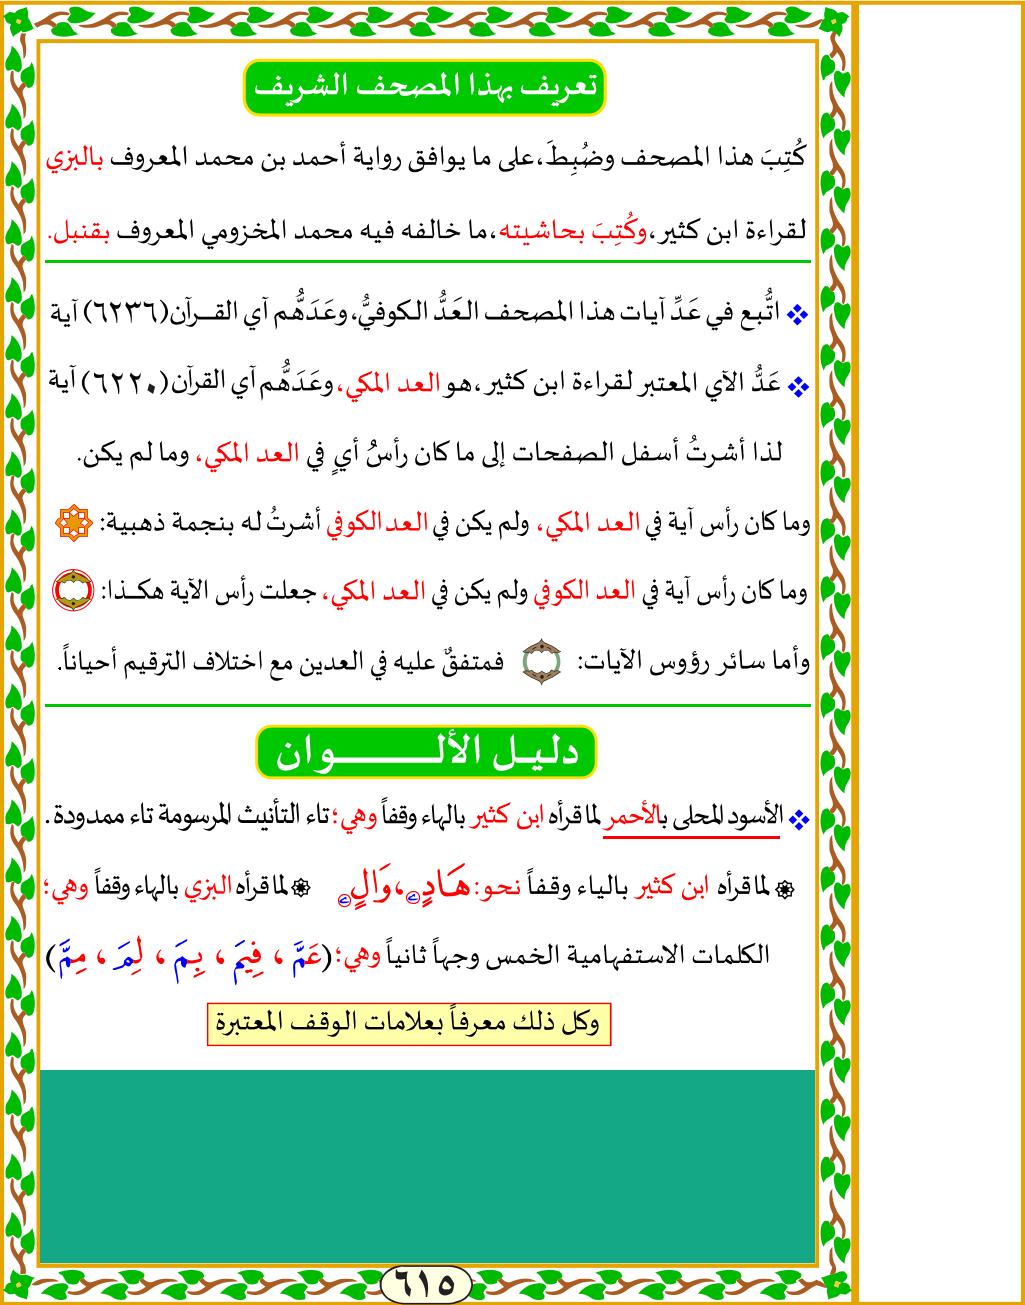 تعريف بهذا المصحف الشريف
كُتِبَ هذا المصحف وضُبِطَ،على ما يوافق رواية أحمد بن محمد المعروف بالبزي
لقراءة ابن كثير،وكُتِبَ بحاشيته،ما خالفه فيه محمد المخزومي المعروف بقنبل.
اتُّبع في عَدِّ آيات هذا المصحف العَدُّ الكوفيُّ، وعَدَدُّهُم آي القـرآن(٦٢٣٦) آية
عَدُّ الآي المعتبر لقراءة ابن كثير،هو العد المكي، وعَدَدُّهُم آي القرآن(٦٢٢٠) آية
لذا أشرتُ أسفل الصفحات إلى ما كان رأسُ أيٍ في العد المكي، وما لم يكن.
وما كان رأس آية في العد المكي، ولم يكن في العد الكوفي أشرتُ له بنجمة ذهبية:
وما كان رأس آية في العد الكوفي ولم يكن في العد المكي، جعلت رأس الآية هكـذا:
وأما سائر رؤوس الآيات: فمتفقٌ عليه في العدين مع اختلاف الترقيم أحياناً.
دليـل الألـــــــوان
الأسود المحلى بالأحمر لما قرأه ابن كثير بالهاء وقفاً وهي؛ تاء التأنيث المرسومة تاء ممدودة.
لما قرأه ابن كثير بالياء وقفاً نحو: هَادٍے، وَالٍے لما قرأه البزي بالهاء وقفاً وهي؛
الكلمات الاستفهامية الخمس وجهاً ثانياً وهي؛ (عَمَّ ، فِيمَ ، بِمَ ، لِمَ ، مِمَّ)
وكل ذلك معرفاً بعلامات الوقف المعتبرة
٦١٥